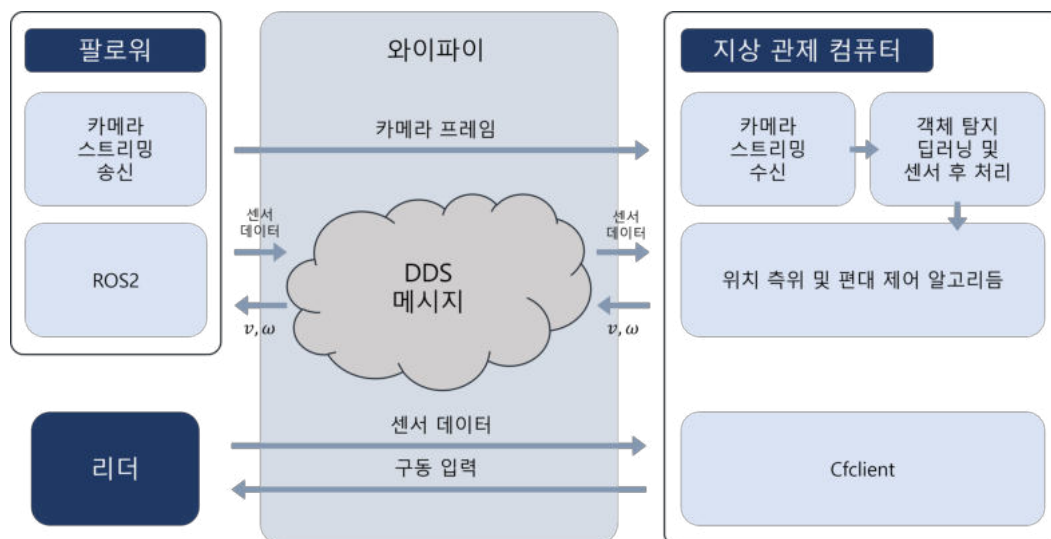 팔로워
와이파이
지상 관제 컴퓨터
카메라
스트리밍
송신
카메라 프레임
카메라
스트리밍
수신
객체 탐지
딥러닝 및
센서 후 처리
ROS2
센서
데이터
v, ω
DDS
메시지
센서
데이터
v, ω
위치 측위 및 편대 제어 알고리듬
리더
센서 데이터
구동 입력
Cfclient